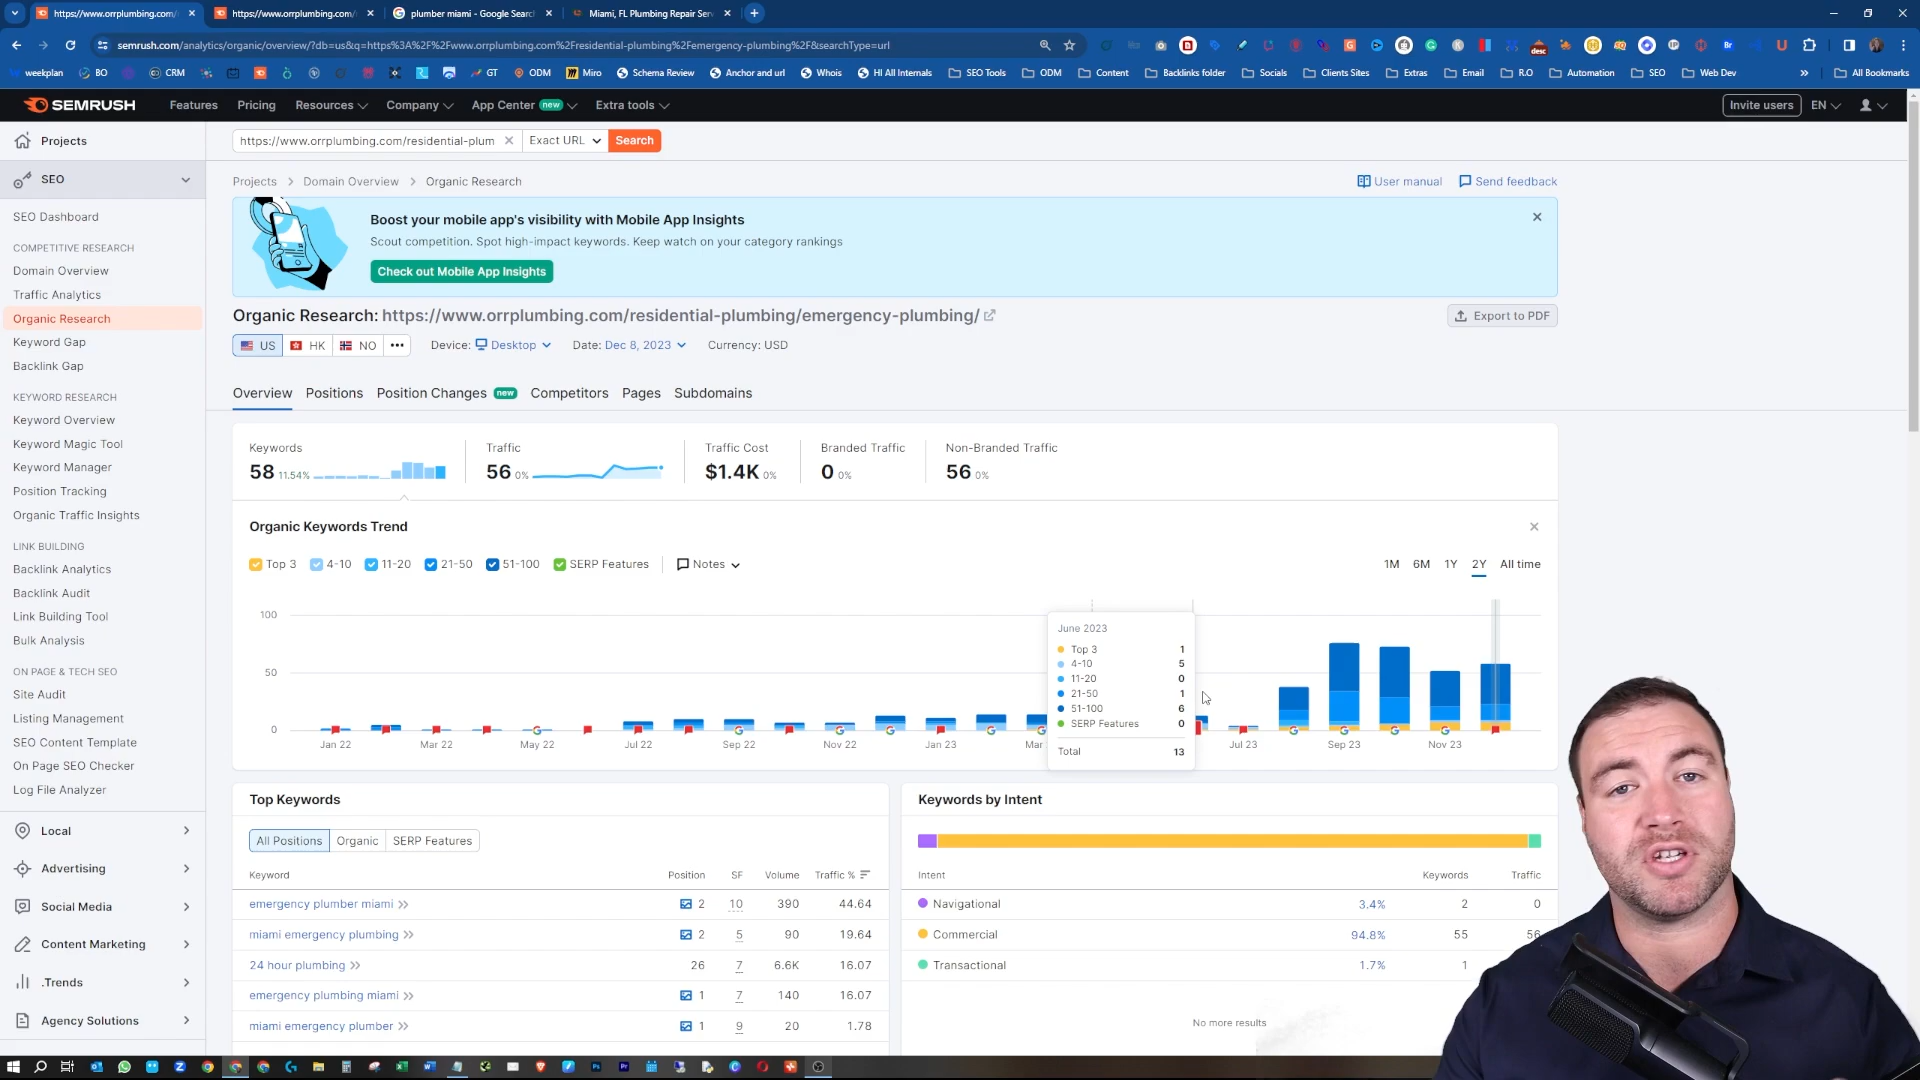 https://www.orrplumbing.com/
https://www.orrplumbing.com/
plumber miami - Google Search
Miami, FL Plumbing Repair Serv
semrush.com/analytics/organic/overview/?db=us&q=https%3A%2F%2Fwww.orrplumbing.com%2Fresidential-plumbing%2Femergency-plumbing%2F&searchType=url
weekplan
BO
CRM
GT
ODM
Miro
Schema Review
Anchor and url
Whois
HI All Internals
SEO Tools
ODM
Content
Backlinks folder
Socials
Clients Sites
Extras
Email
R.O
Automation
SEO
Web Dev
All Bookmarks
SEMRUSH
Features
Pricing
Resources
Company
App Center new
Extra tools
Invite users
EN
Projects
https://www.orrplumbing.com/residential-plum
Exact URL
Search
SEO
Projects > Domain Overview > Organic Research
User manual
Send feedback
SEO Dashboard
COMPETITIVE RESEARCH
Domain Overview
Traffic Analytics
Organic Research
Keyword Gap
Backlink Gap
KEYWORD RESEARCH
Keyword Overview
Keyword Magic Tool
Keyword Manager
Position Tracking
Organic Traffic Insights
LINK BUILDING
Backlink Analytics
Backlink Audit
Link Building Tool
Bulk Analysis
ON PAGE & TECH SEO
Site Audit
Listing Management
SEO Content Template
On Page SEO Checker
Log File Analyzer
Local
Advertising
Social Media
Content Marketing
.Trends
Agency Solutions
Boost your mobile app's visibility with Mobile App Insights
Scout competition. Spot high-impact keywords. Keep watch on your category rankings
Check out Mobile App Insights
Organic Research: https://www.orrplumbing.com/residential-plumbing/emergency-plumbing/
Export to PDF
US
HK
NO
Device: Desktop
Date: Dec 8, 2023
Currency: USD
Overview
Positions
Position Changes new
Competitors
Pages
Subdomains
Keywords
58 11.54%
Traffic
56 0%
Traffic Cost
$1.4K 0%
Branded Traffic
0 0%
Non-Branded Traffic
56 0%
Organic Keywords Trend
Top 3
4-10
11-20
21-50
51-100
SERP Features
Notes
1M
6M
1Y
2Y
All time
100
50
0
Jan 22
Mar 22
May 22
Jul 22
Sep 22
Nov 22
Jan 23
Mar
Jul 23
Sep 23
Nov 23
June 2023
Top 3 1
4-10 5
11-20 0
21-50 1
51-100 6
SERP Features 0
Total 13
Top Keywords
All Positions
Organic
SERP Features
Keyword Position SF Volume Traffic %
emergency plumber miami 2 10 390 44.64
miami emergency plumbing 2 5 90 19.64
24 hour plumbing 26 7 6.6K 16.07
emergency plumbing miami 1 7 140 16.07
miami emergency plumber 1 9 20 1.78
Keywords by Intent
Intent Keywords Traffic
Navigational 3.4% 2 0
Commercial 94.8% 55 56
Transactional 1.7% 1
No more results